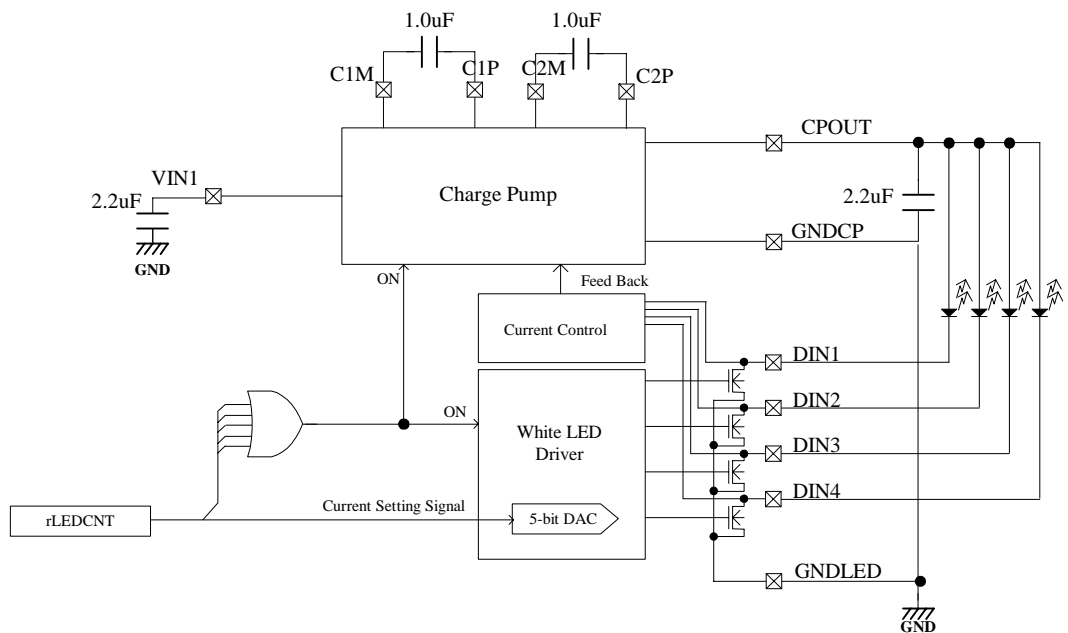 1.0uF
1.0uF
C1M
C1P
C2M
C2P
CPOUT
VIN1
2.2uF
Charge Pump
2.2uF
GND
GNDCP
ON
Feed Back
Current Control
DIN1
ON
DIN2
White LED
Driver
DIN3
DIN4
Current Setting Signal
rLEDCNT
5-bit DAC
GNDLED
GND